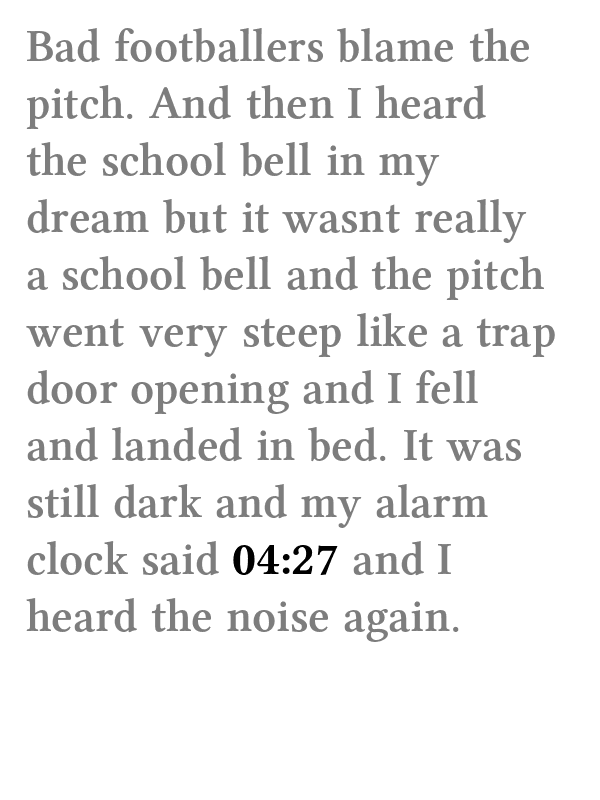 Bad footballers blame the
pitch. And then I heard
the school bell in my
dream but it wasnt really
a school bell and the pitch
went very steep like a trap
door opening and I fell
and landed in bed. It was
still dark and my alarm
clock said 04:27 and I
heard the noise again.